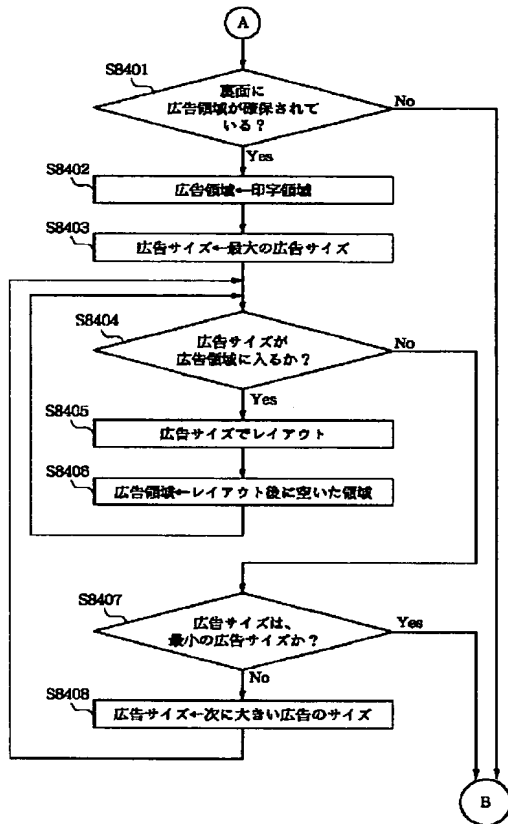 A
S8401
裏面に
広告領域が確保されて
いる？
No
Yes
S8402
広告領域←印字領域
S8403
広告サイズ←最大の広告サイズ
S8404
広告サイズが
広告領域に入るか？
No
Yes
S8405
広告サイズでレイアウト
S8406
広告領域←レイアウト後に空いた領域
S8407
広告サイズは、
最小の広告サイズか？
Yes
No
S8408
広告サイズ←次に大きい広告のサイズ
B